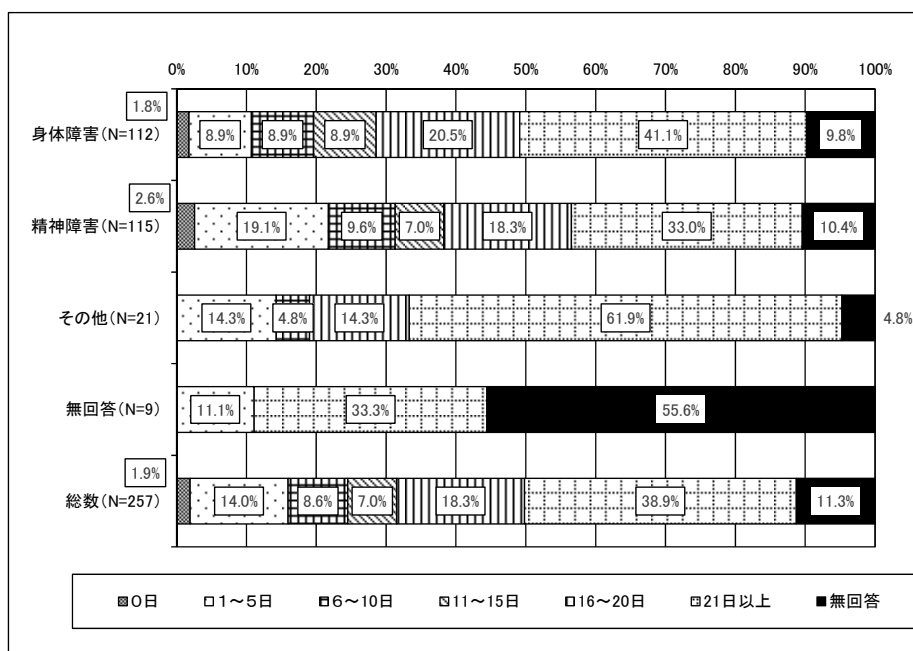 0% 10% 20% 30% 40% 50% 60% 70% 80% 90% 100%
1.8%
身体障害(N=112) 8.9% 8.9% 8.9% 20.5% 41.1% 9.8%
2.6%
精神障害(N=115) 19.1% 9.6% 7.0% 18.3% 33.0% 10.4%
その他(N=21) 14.3% 4.8% 14.3% 61.9% 4.8%
無回答(N=9) 11.1% 33.3% 55.6%
1.9%
総数(N=257) 14.0% 8.6% 7.0% 18.3% 38.9% 11.3%
0日 1~5日 6~10日 11~15日 16~20日 21日以上 無回答